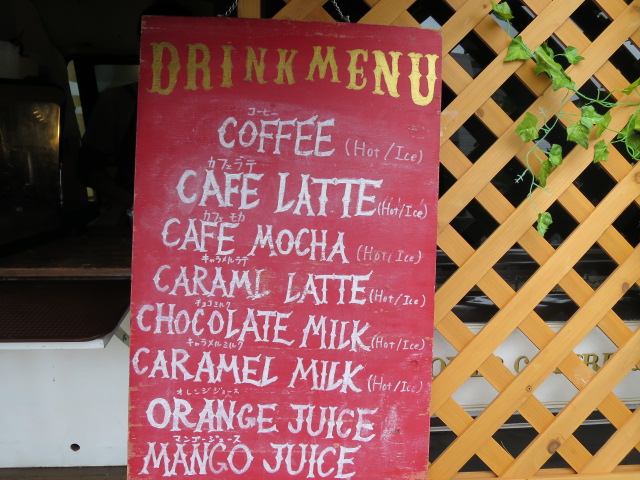 DRINK MENU
コーヒー
COFFEE (Hot/Ice)
カフェラテ
CAFE LATTE (Hot/Ice)
カフェ モカ
CAFE MOCHA (Hot/Ice)
キャラメルラテ
CARAML LATTE (Hot/Ice)
チョコミルク
CHOCOLATE MILK (Hot/Ice)
キャラメルミルク
CARAMEL MILK (Hot/Ice)
オレンジジュース
ORANGE JUICE
マンゴージュース
MANGO JUICE